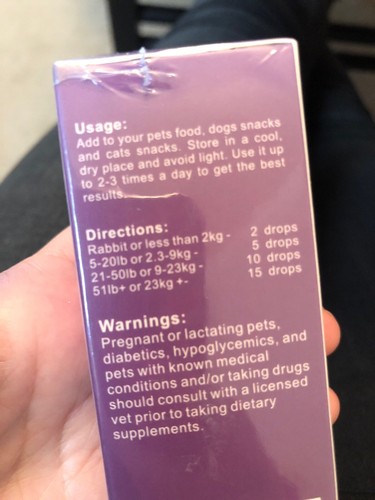 Usage:
Add to your pets food, dogs snacks
and cats snacks. Store in a cool,
dry place and avoid light. Use it up
to 2-3 times a day to get the best
results.
Directions:
Rabbit or less than 2kg - 2 drops
5-20lb or 2.3-9kg - 5 drops
21-50lb or 9-23kg - 10 drops
51lb+ or 23kg +- 15 drops
Warnings:
Pregnant or lactating pets,
diabetics, hypoglycemics, and
pets with known medical
conditions and/or taking drugs
should consult with a licensed
vet prior to taking dietary
supplements.